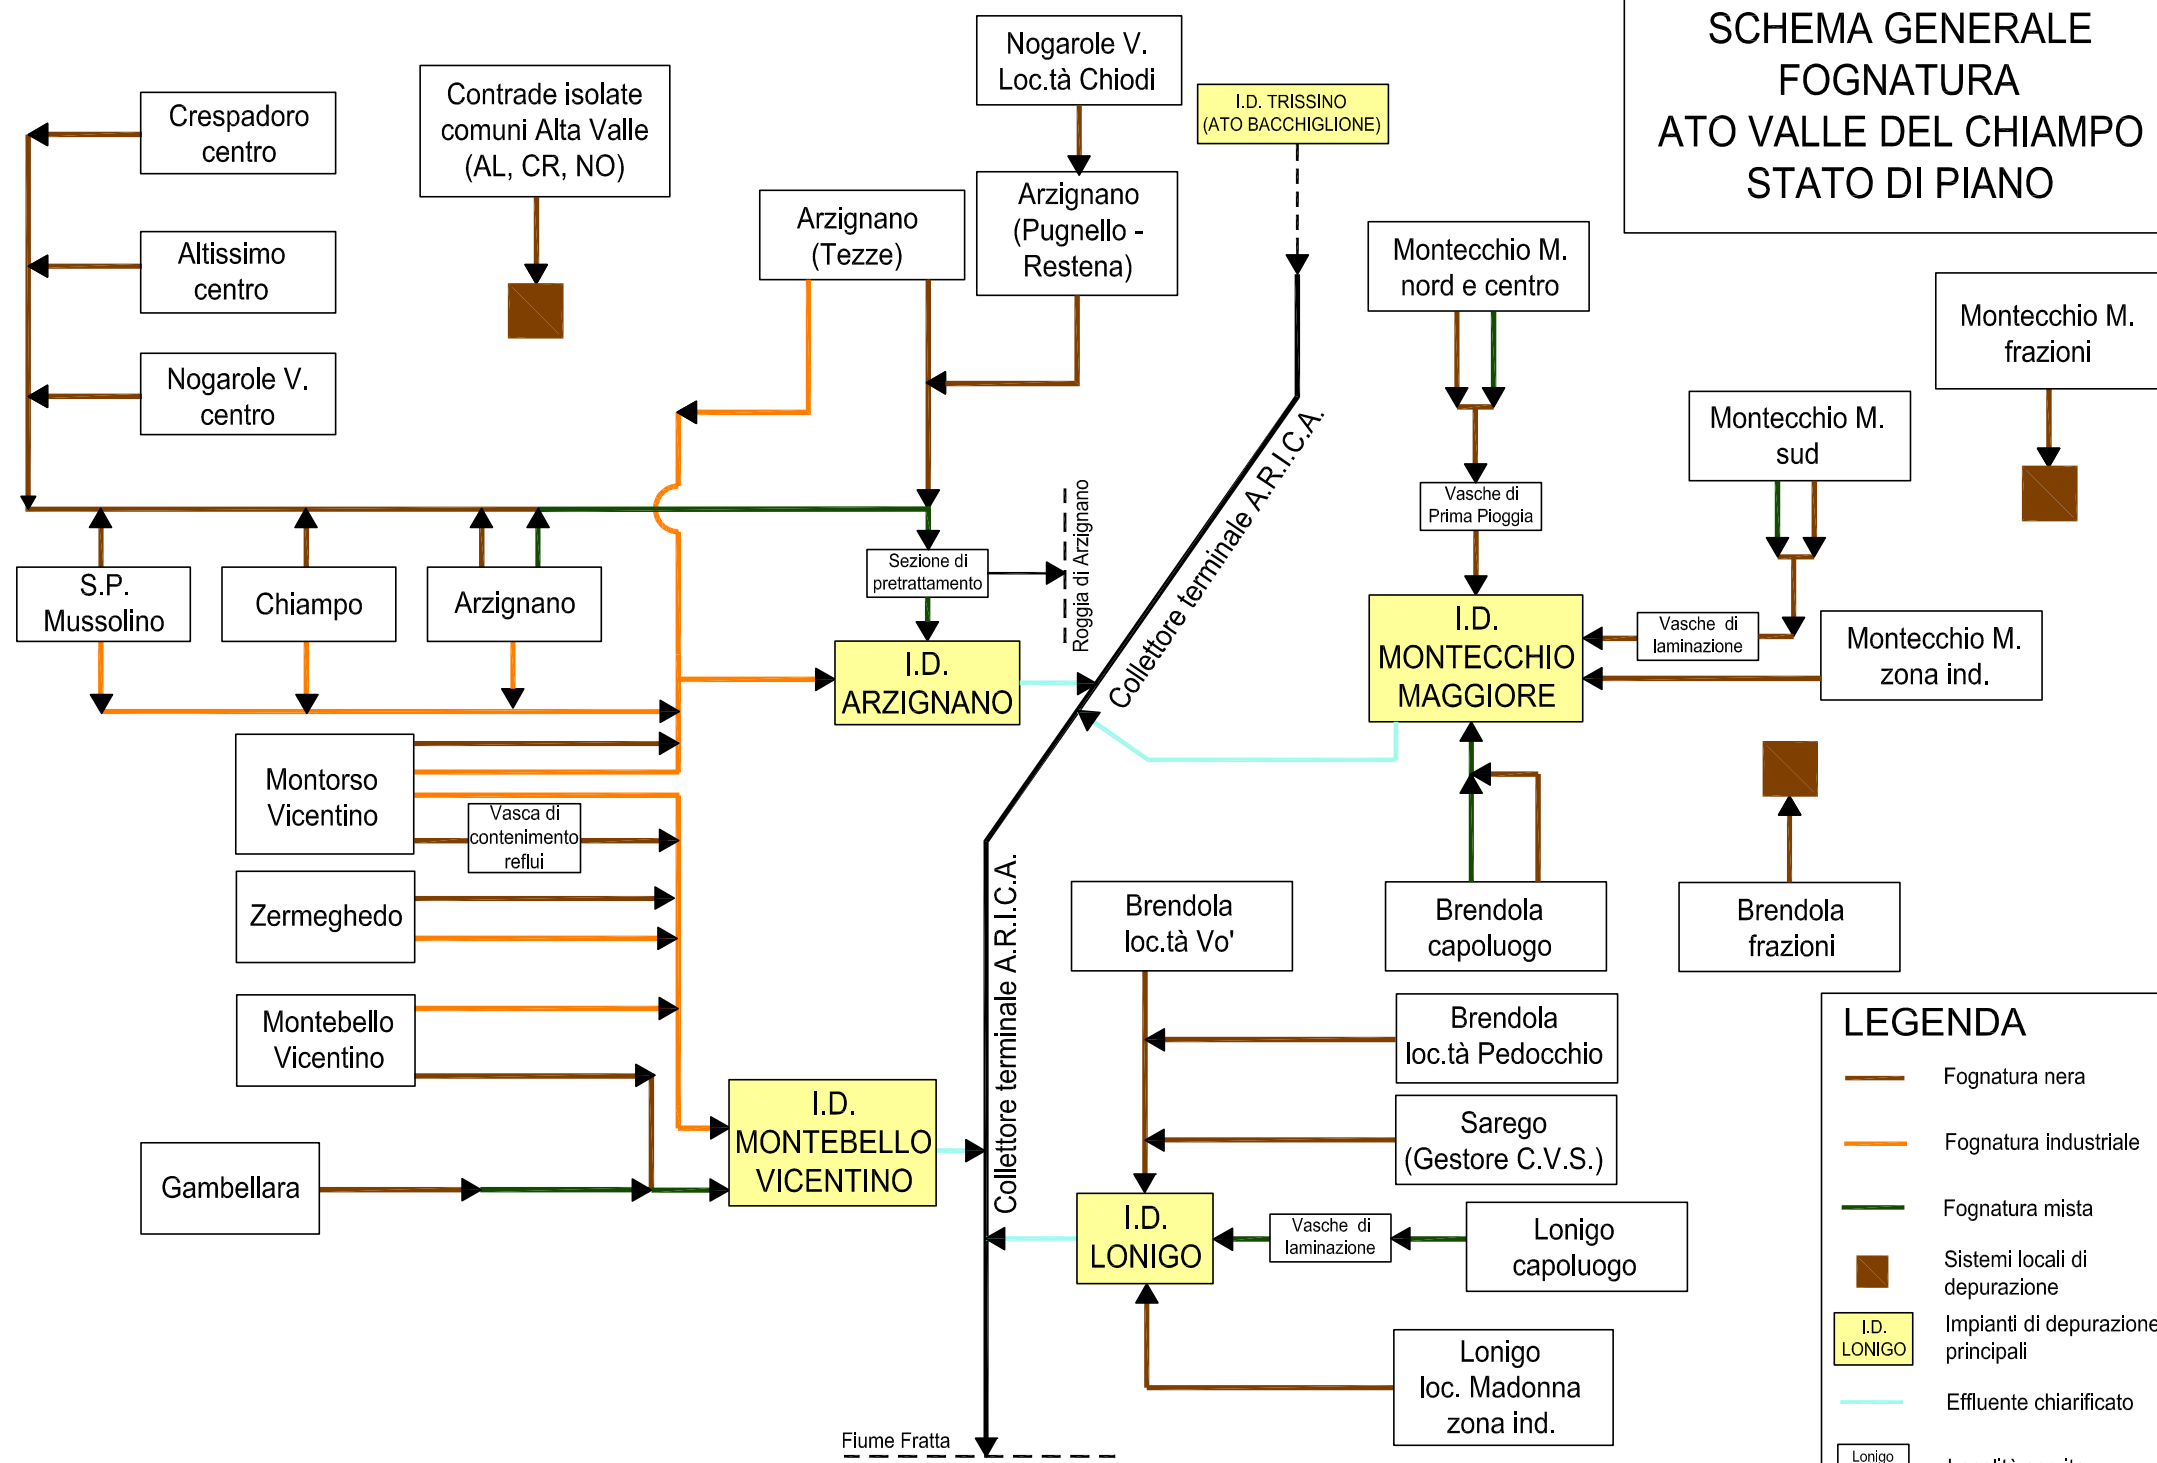 SCHEMA GENERALE
FOGNATURA
ATO VALLE DEL CHIAMPO
STATO DI PIANO
Nogarole V.
Loc.tà Chiodi
Contrade isolate
comuni Alta Valle
(AL, CR, NO)
Crespadoro
centro
I.D. TRISSINO
(ATO BACCHIGLIONE)
Arzignano
(Tezze)
Arzignano
(Pugnello -
Restena)
Altissimo
centro
Montecchio M.
nord e centro
Montecchio M.
frazioni
Nogarole V.
centro
Montecchio M.
sud
Collettore terminale A.R.I.C.A.
Vasche di
Prima Pioggia
Roggia di Arzignano
Sezione di
pretrattamento
S.P.
Mussolino
Chiampo
Arzignano
I.D.
ARZIGNANO
I.D.
MONTECCHIO
MAGGIORE
Vasche di
laminazione
Montecchio M.
zona ind.
Montorso
Vicentino
Vasca di
contenimento
reflui
Zermeghedo
Collettore terminale A.R.I.C.A.
Brendola
loc.tà Vo'
Brendola
capoluogo
Brendola
frazioni
Montebello
Vicentino
Brendola
loc.tà Pedocchio
I.D.
MONTEBELLO
VICENTINO
Sarego
(Gestore C.V.S.)
Gambellara
I.D.
LONIGO
Vasche di
laminazione
Lonigo
capoluogo
Lonigo
loc. Madonna
zona ind.
Fiume Fratta
LEGENDA
Fognatura nera
Fognatura industriale
Fognatura mista
Sistemi locali di
depurazione
I.D.
LONIGO
Impianti di depurazione
principali
Effluente chiarificato
Lonigo